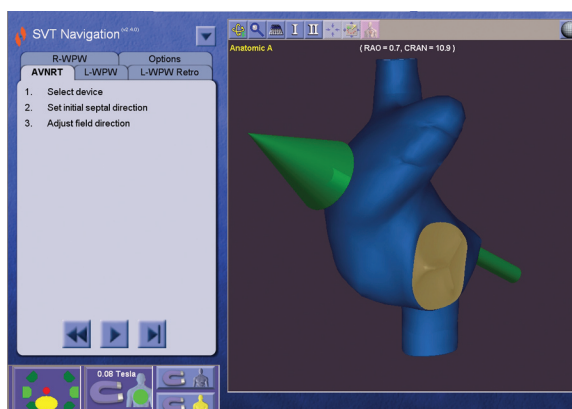 SVT Navigation (v2.4.0)
R-WPW Options
AVNRT L-WPW L-WPW Retro
1. Select device
2. Set initial septal direction
3. Adjust field direction
0.08 Tesla
I II
Anatomic A (RAO = 0.7, CRAN = 10.9)